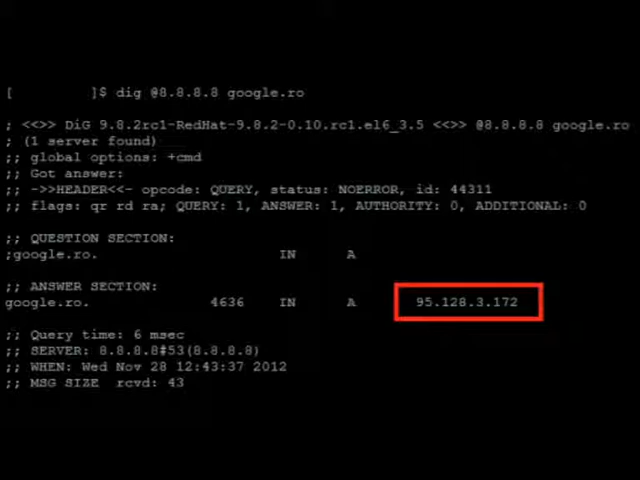 [ ]$ dig @8.8.8.8 google.ro
; <<>> DiG 9.8.2rc1-RedHat-9.8.2-0.10.rc1.el6_3.5 <<>> @8.8.8.8 google.ro
; (1 server found)
;; global options: +cmd
;; Got answer:
;; ->>HEADER<<- opcode: QUERY, status: NOERROR, id: 44311
;; flags: qr rd ra; QUERY: 1, ANSWER: 1, AUTHORITY: 0, ADDITIONAL: 0
;; QUESTION SECTION:
;google.ro. IN A
;; ANSWER SECTION:
google.ro. 4636 IN A 95.128.3.172
;; Query time: 6 msec
;; SERVER: 8.8.8.8#53(8.8.8.8)
;; WHEN: Wed Nov 28 12:43:37 2012
;; MSG SIZE rcvd: 43